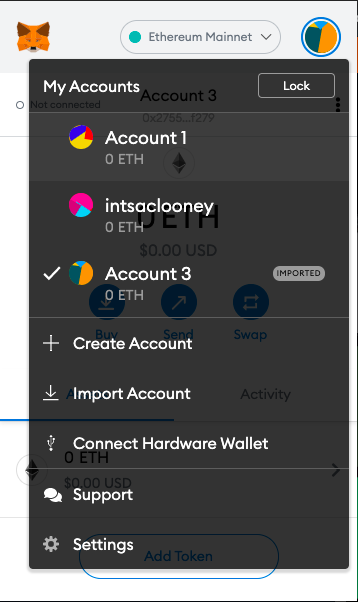 Ethereum Mainnet
My Accounts
Lock
Not connected
Account 3
0x2755...f279
Account 1
0 ETH
intsaclooney
0 ETH
0 ETH
$0.00 USD
Account 3
IMPORTED
0 ETH
Buy
Send
Swap
Create Account
Import Account
Activity
Connect Hardware Wallet
0 ETH
$0.00 USD
Support
Settings
Add Token